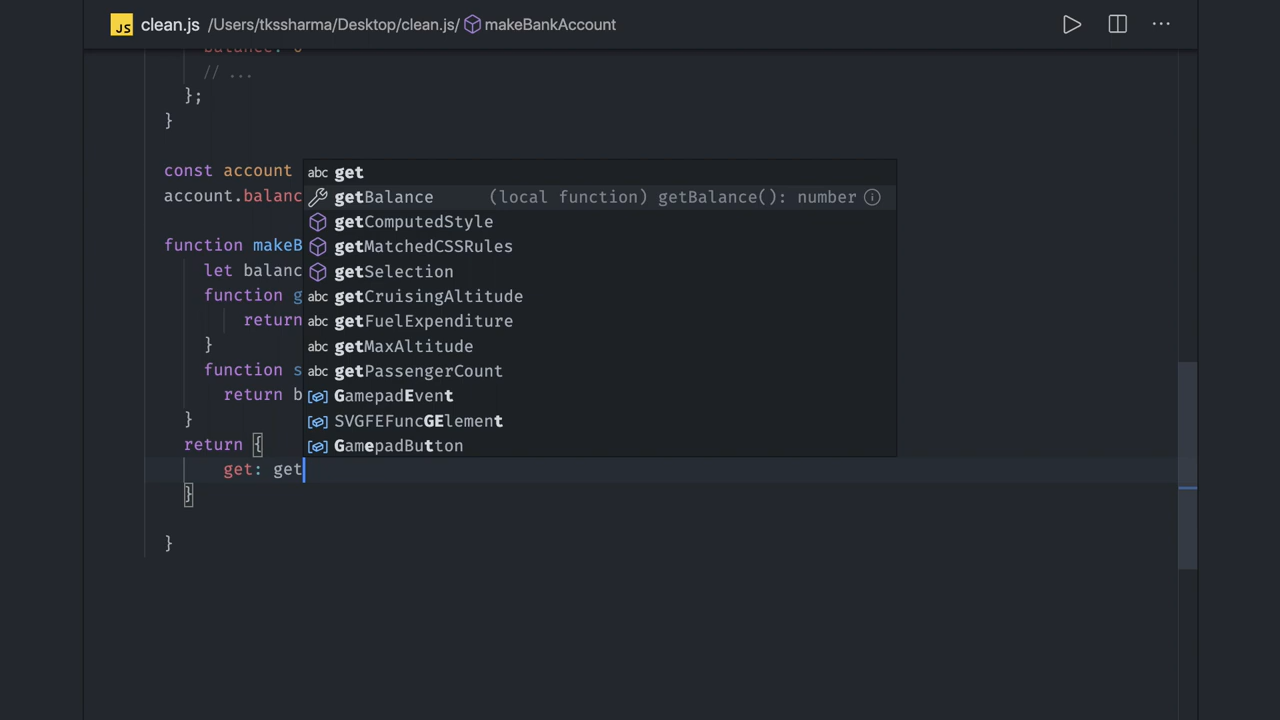 JS clean.js /Users/tkssharma/Desktop/clean.js/ makeBankAccount ...
// ...
};
}
const account
account.balanc
function makeB
let balanc
function g
return
}
function s
return b
}
return {
get: get
}
}
abc get
getBalance (local function) getBalance(): number
getComputedStyle
getMatchedCSSRules
getSelection
abc getCruisingAltitude
abc getFuelExpenditure
abc getMaxAltitude
abc getPassengerCount
GamepadEvent
SVGFEFuncGElement
GamepadButton